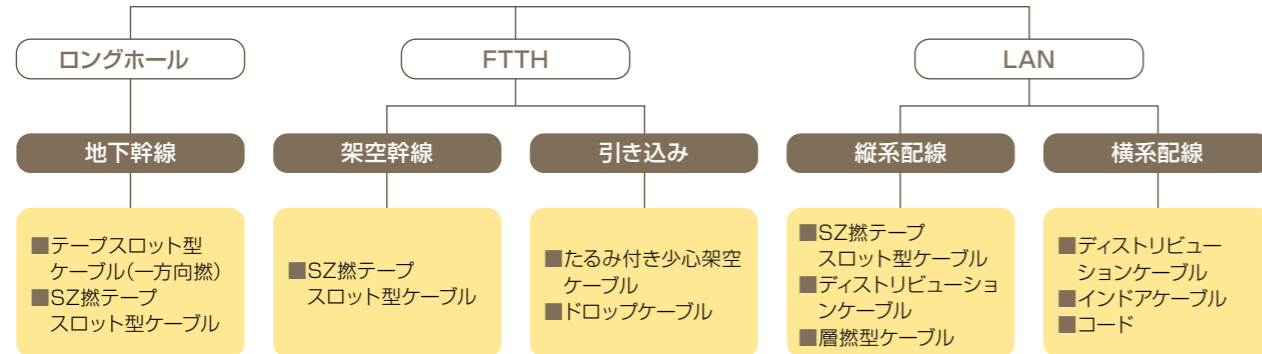 ロングホール
FTTH
LAN
地下幹線
架空幹線
引き込み
縦系配線
横系配線
■テープスロット型
ケーブル(一方向撚)
■SZ撚テープ
スロット型ケーブル
■SZ撚テープ
スロット型ケーブル
■たるみ付き少心架空
ケーブル
■ドロップケーブル
■SZ撚テープ
スロット型ケーブル
■ディストリビューショ
ンケーブル
■層撚型ケーブル
■ディストリビュー
ションケーブル
■インドアケーブル
■コード